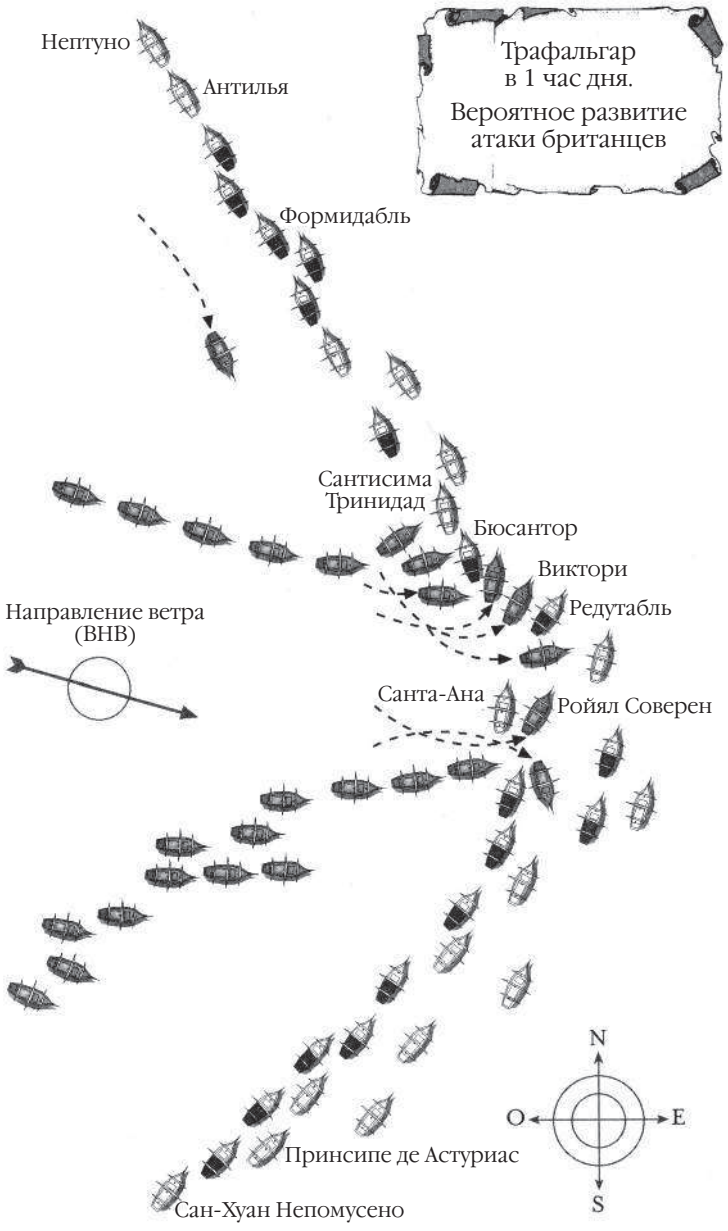 Нептуно
Антилья
Трафальгар
в 1 час дня.
Вероятное развитие
атаки британцев
Формидабль
Сантисима
Тринидад
Бюсантор
Виктори
Редутабль
Направление ветра
(ВНВ)
Санта-Ана
Ройял Соверен
N
O
E
S
Принсипе де Астуриас
Сан-Хуан Непомусено